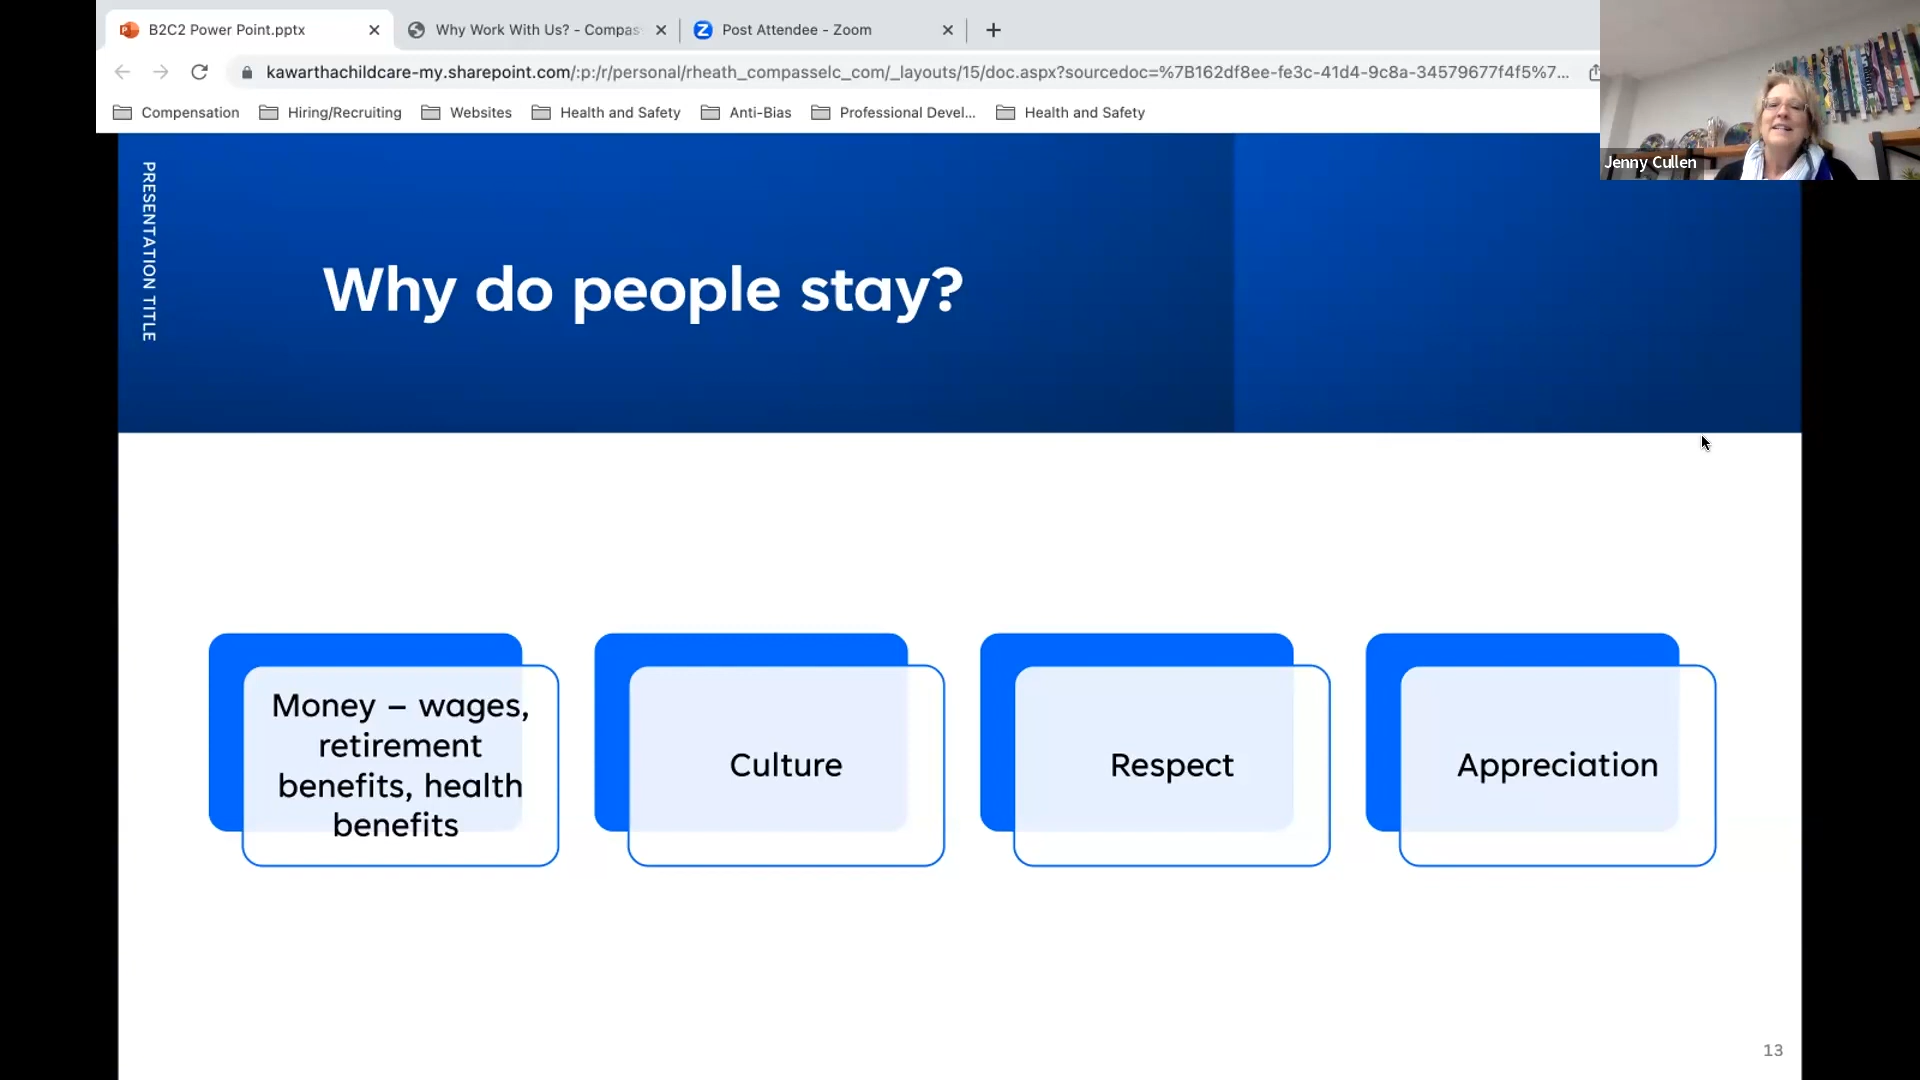 B2C2 Power Point.pptx
Why Work With Us? - Compas
Post Attendee - Zoom
kawarthachildcare-my.sharepoint.com/:p:/r/personal/rheath_compasselc_com/_layouts/15/doc.aspx?sourcedoc=%7B162df8ee-fe3c-41d4-9c8a-34579677f4f5%7...
Compensation
Hiring/Recruiting
Websites
Health and Safety
Anti-Bias
Professional Devel...
Health and Safety
Jenny Cullen
PRESENTATION TITLE
Why do people stay?
Money – wages,
retirement
benefits, health
benefits
Culture
Respect
Appreciation
13